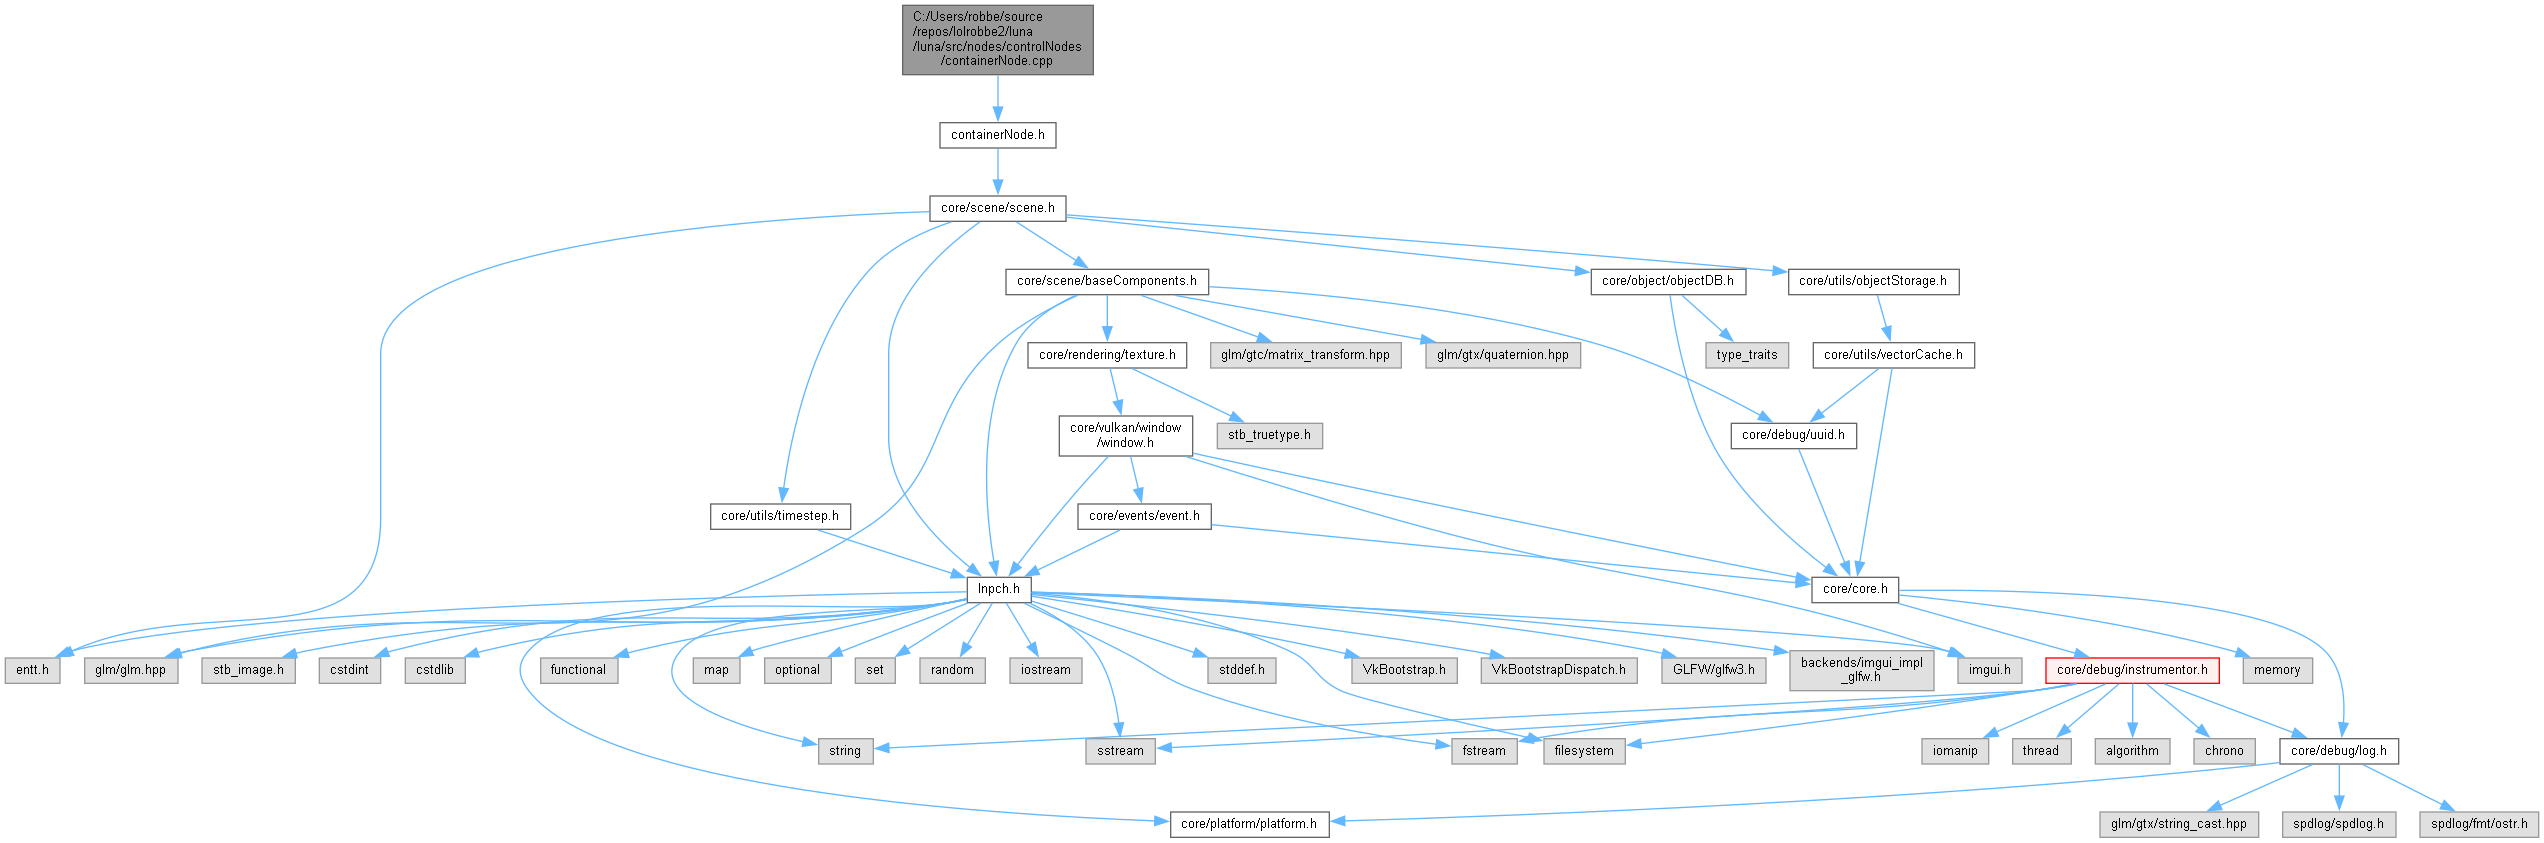 C:/Users/robbe/source
/repos/lolrobbe2/luna
/luna/src/nodes/controlNodes
/containerNode.cpp
containerNode.h
core/scene/scene.h
core/scene/baseComponents.h
core/object/objectDB.h
core/utils/objectStorage.h
core/rendering/texture.h
glm/gtc/matrix_transform.hpp
glm/gtx/quaternion.hpp
type_traits
core/utils/vectorCache.h
core/vulkan/window
/window.h
stb_truetype.h
core/debug/uuid.h
core/utils/timestep.h
core/events/event.h
lnpch.h
core/core.h
entt.h
glm/glm.hpp
stb_image.h
cstdint
cstdlib
functional
map
optional
set
random
iostream
stddef.h
VkBootstrap.h
VkBootstrapDispatch.h
GLFW/glfw3.h
backends/imgui_impl
_glfw.h
imgui.h
core/debug/instrumentor.h
memory
string
sstream
fstream
filesystem
iomanip
thread
algorithm
chrono
core/debug/log.h
core/platform/platform.h
glm/gtx/string_cast.hpp
spdlog/spdlog.h
spdlog/fmt/ostr.h